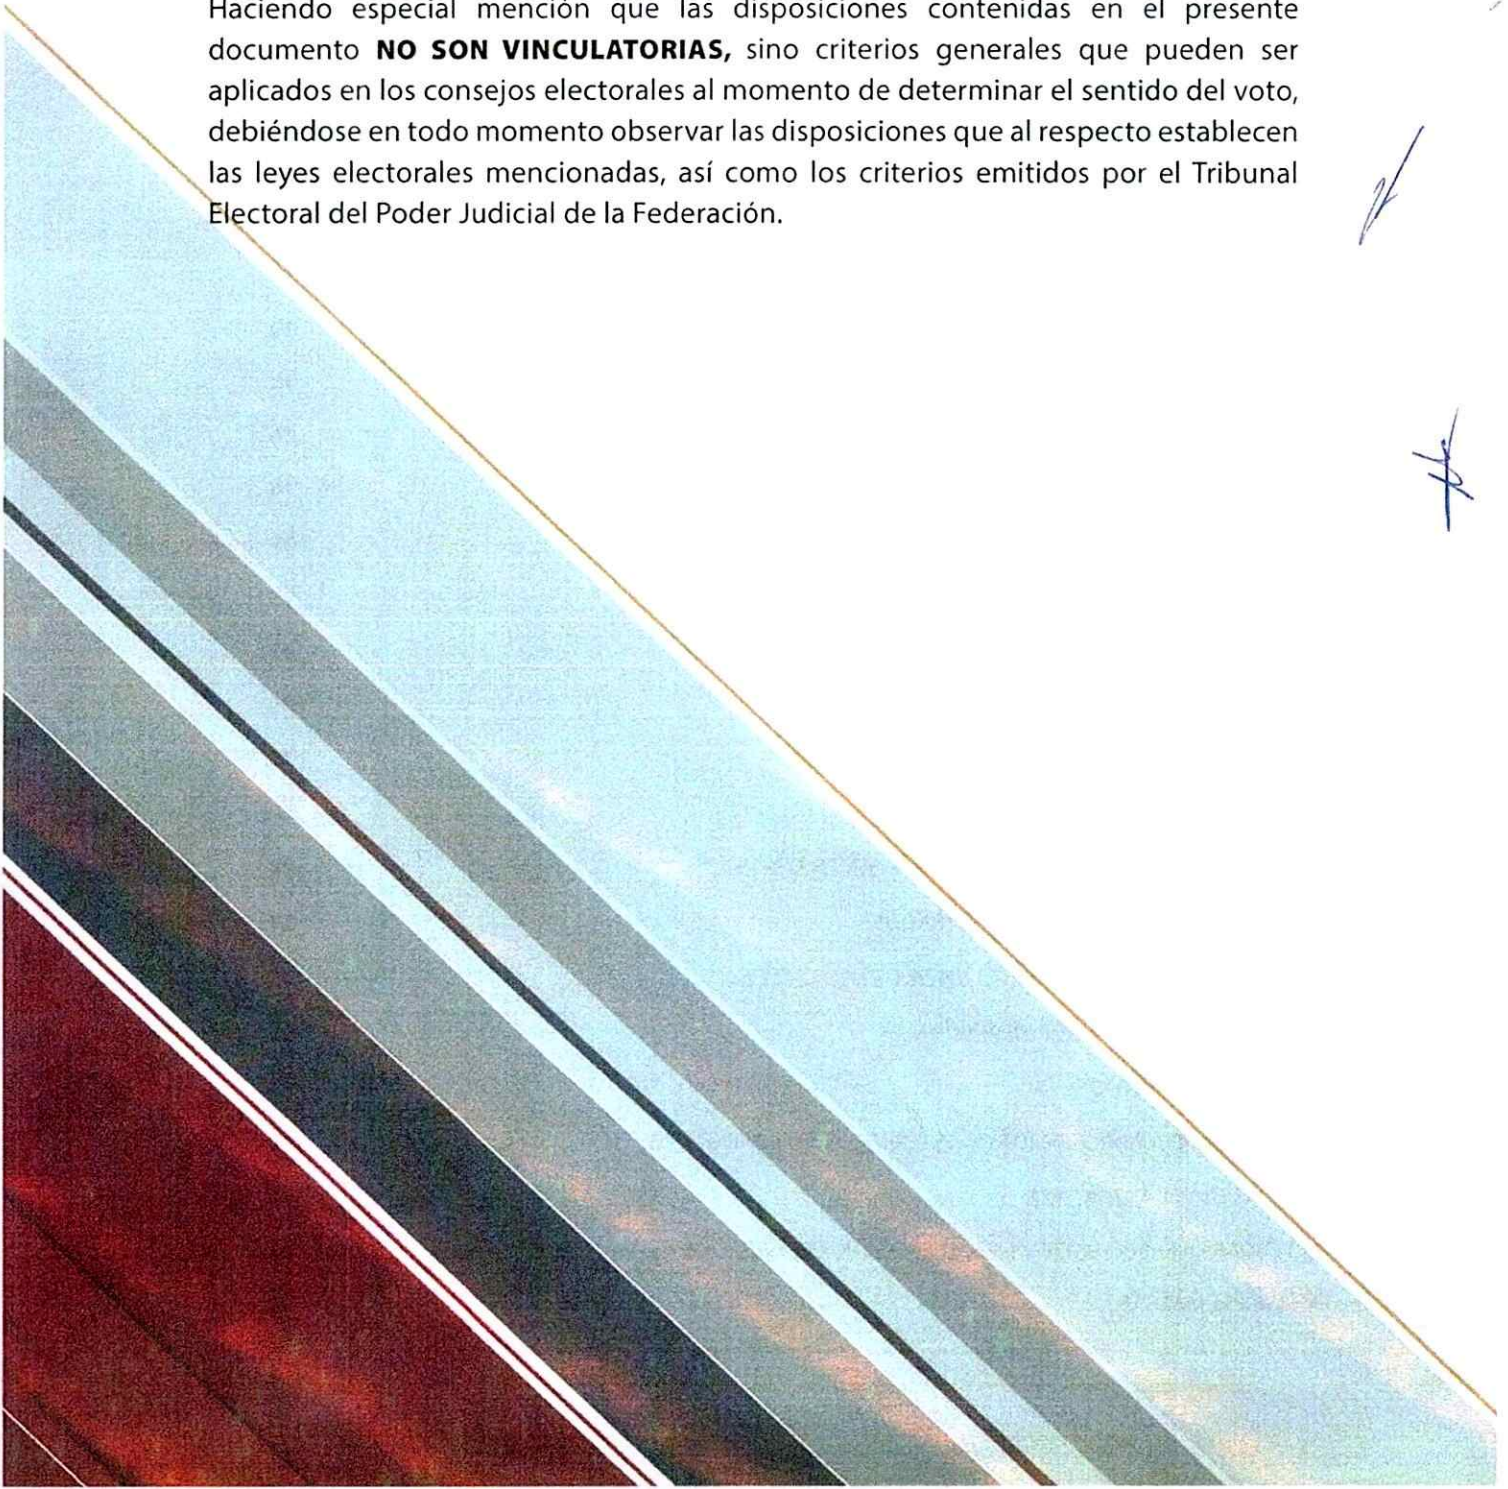 Haciendo especial mención que las disposiciones contenidas en el presente
documento NO SON VINCULATORIAS, sino criterios generales que pueden ser
aplicados en los consejos electorales al momento de determinar el sentido del voto,
debiéndose en todo momento observar las disposiciones que al respecto establecen
las leyes electorales mencionadas, así como los criterios emitidos por el Tribunal
Electoral del Poder Judicial de la Federación.